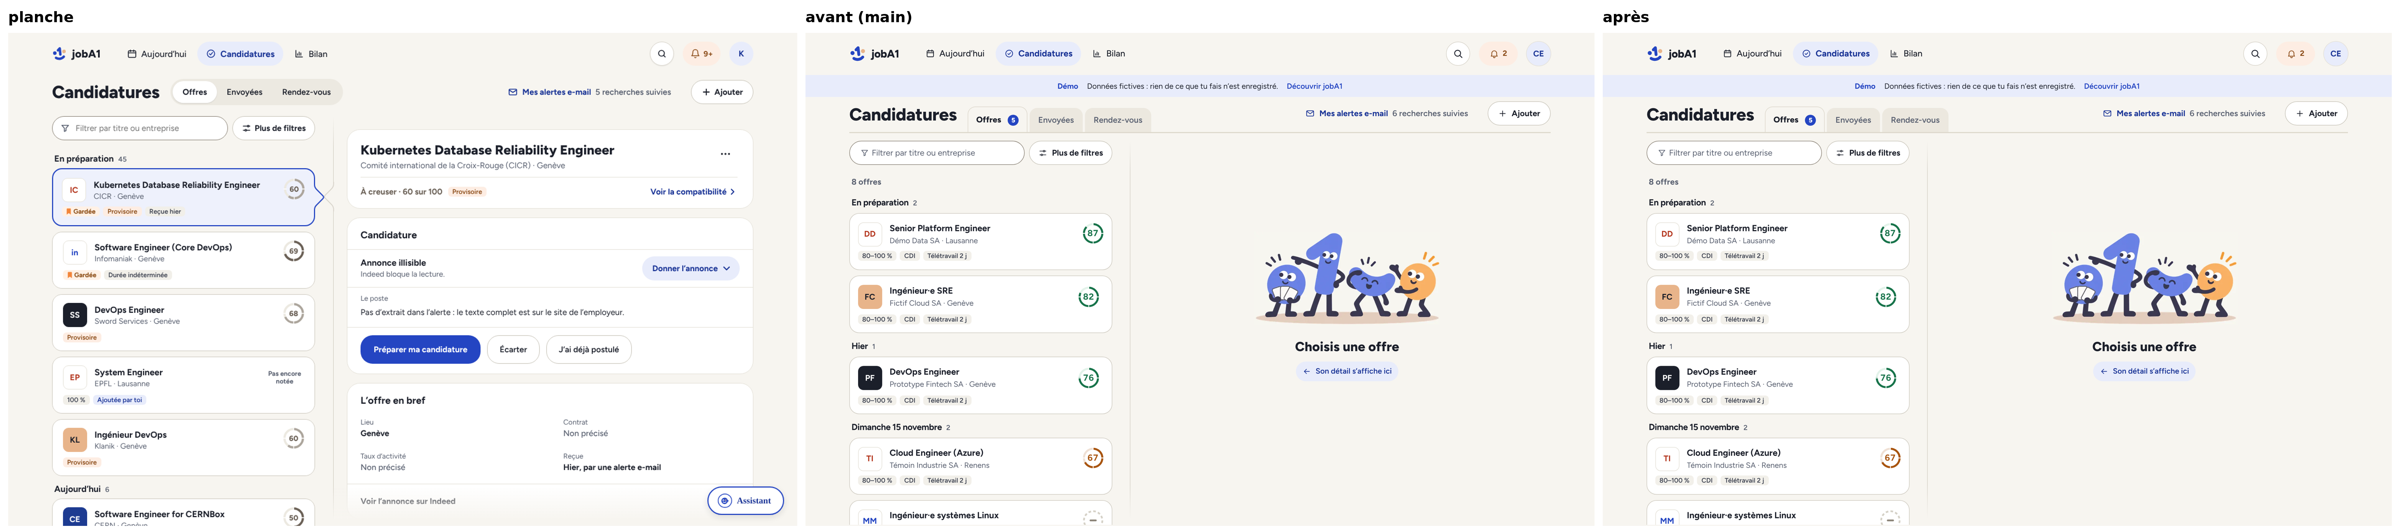 planche
jobA1
Aujourd'hui
Candidatures
Bilan
9+
K
Candidatures
Offres
Envoyées
Rendez-vous
Mes alertes e-mail 5 recherches suivies
+ Ajouter
Filtrer par titre ou entreprise
Plus de filtres
En préparation 45
IC
Kubernetes Database Reliability Engineer
CICR · Genève
60
Gardée
Provisoire
Reçue hier
in
Software Engineer (Core DevOps)
Infomaniak · Genève
69
Gardée
Durée indéterminée
SS
DevOps Engineer
Sword Services · Genève
68
Provisoire
EP
System Engineer
EPFL · Lausanne
Pas encore
notée
100 %
Ajoutée par toi
KL
Ingénieur DevOps
Klanik · Genève
60
Provisoire
Aujourd'hui 6
CE
Software Engineer for CERNBox
CERN · Genève
50
Kubernetes Database Reliability Engineer
Comité international de la Croix-Rouge (CICR) · Genève
...
À creuser · 60 sur 100
Provisoire
Voir la compatibilité
Candidature
Annonce illisible
Indeed bloque la lecture.
Donner l'annonce
Le poste
Pas d'extrait dans l'alerte : le texte complet est sur le site de l'employeur.
Préparer ma candidature
Écarter
J'ai déjà postulé
L'offre en bref
Lieu
Genève
Contrat
Non précisé
Taux d'activité
Non précisé
Reçue
Hier, par une alerte e-mail
Voir l'annonce sur Indeed
Assistant
avant (main)
jobA1
Aujourd'hui
Candidatures
Bilan
2
CE
Démo Données fictives : rien de ce que tu fais n'est enregistré. Découvrir jobA1
Candidatures
Offres 5
Envoyées
Rendez-vous
Mes alertes e-mail 6 recherches suivies
+ Ajouter
Filtrer par titre ou entreprise
Plus de filtres
8 offres
En préparation 2
DD
Senior Platform Engineer
Démo Data SA · Lausanne
87
80–100 %
CDI
Télétravail 2 j
FC
Ingénieur·e SRE
Fictif Cloud SA · Genève
82
80–100 %
CDI
Télétravail 2 j
Hier 1
PF
DevOps Engineer
Prototype Fintech SA · Genève
76
80–100 %
CDI
Télétravail 2 j
Dimanche 15 novembre 2
TI
Cloud Engineer (Azure)
Témoin Industrie SA · Renens
67
80–100 %
CDI
Télétravail 2 j
MM
Ingénieur·e systèmes Linux
–
Choisis une offre
← Son détail s'affiche ici
après
jobA1
Aujourd'hui
Candidatures
Bilan
2
CE
Démo Données fictives : rien de ce que tu fais n'est enregistré. Découvrir jobA1
Candidatures
Offres 5
Envoyées
Rendez-vous
Mes alertes e-mail 6 recherches suivies
+ Ajouter
Filtrer par titre ou entreprise
Plus de filtres
8 offres
En préparation 2
DD
Senior Platform Engineer
Démo Data SA · Lausanne
87
80–100 %
CDI
Télétravail 2 j
FC
Ingénieur·e SRE
Fictif Cloud SA · Genève
82
80–100 %
CDI
Télétravail 2 j
Hier 1
PF
DevOps Engineer
Prototype Fintech SA · Genève
76
80–100 %
CDI
Télétravail 2 j
Dimanche 15 novembre 2
TI
Cloud Engineer (Azure)
Témoin Industrie SA · Renens
67
80–100 %
CDI
Télétravail 2 j
MM
Ingénieur·e systèmes Linux
–
Choisis une offre
← Son détail s'affiche ici